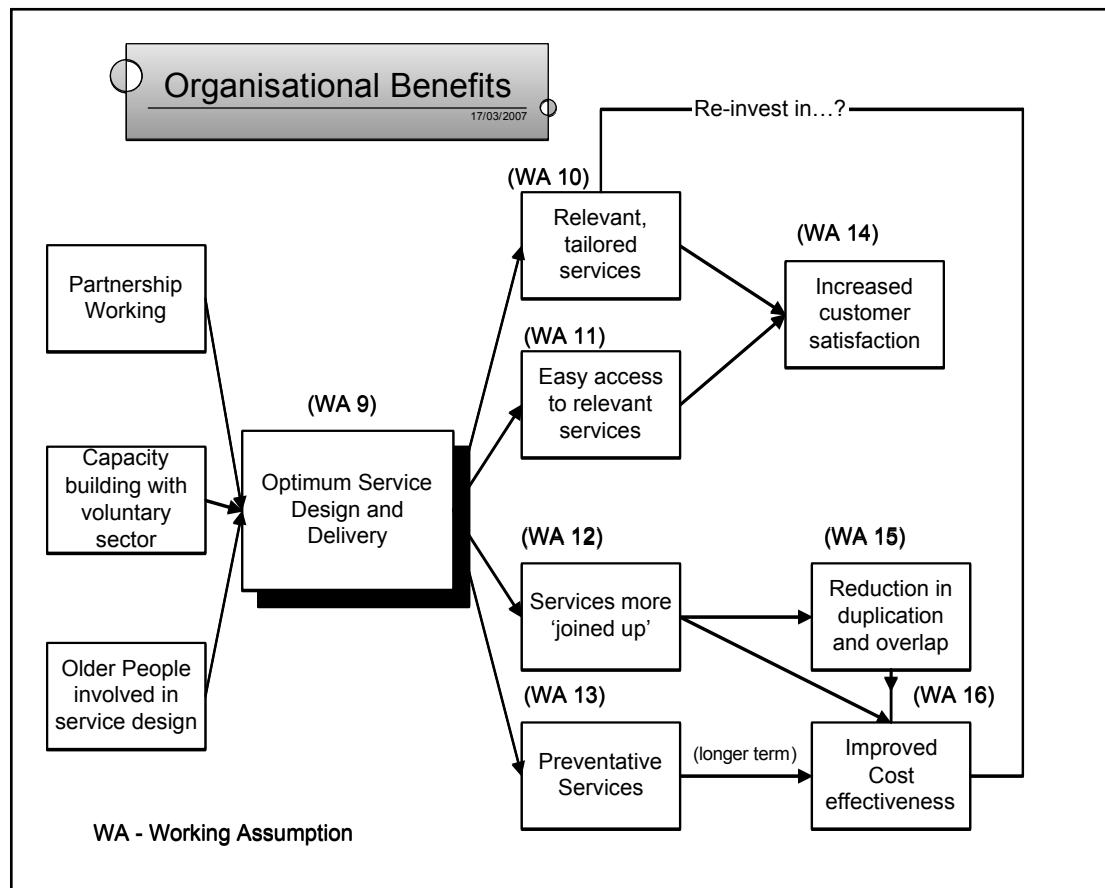 Organisational Benefits
17/03/2007
Re-invest in…?
(WA 10)
Relevant,
tailored
services
(WA 14)
Increased
customer
satisfaction
Partnership
Working
(WA 11)
Easy access
to relevant
services
(WA 9)
Optimum Service
Design and
Delivery
Capacity
building with
voluntary
sector
(WA 12)
Services more
‘joined up’
(WA 15)
Reduction in
duplication
and overlap
Older People
involved in
service design
(WA 13)
Preventative
Services
(longer term)
(WA 16)
Improved
Cost
effectiveness
WA - Working Assumption